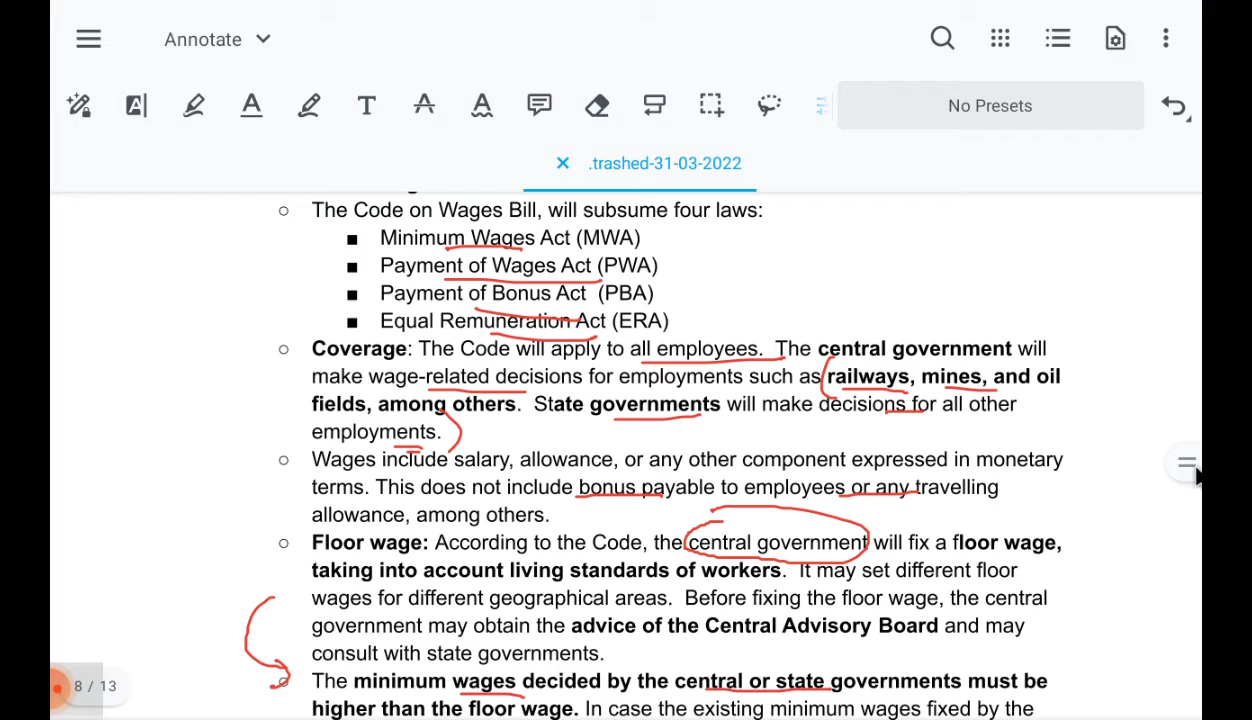 Annotate
No Presets
.trashed-31-03-2022
○ The Code on Wages Bill, will subsume four laws:
■ Minimum Wages Act (MWA)
■ Payment of Wages Act (PWA)
■ Payment of Bonus Act (PBA)
■ Equal Remuneration Act (ERA)
○ Coverage: The Code will apply to all employees. The central government will
make wage-related decisions for employments such as railways, mines, and oil
fields, among others. State governments will make decisions for all other
employments.
○ Wages include salary, allowance, or any other component expressed in monetary
terms. This does not include bonus payable to employees or any travelling
allowance, among others.
○ Floor wage: According to the Code, the central government will fix a floor wage,
taking into account living standards of workers. It may set different floor
wages for different geographical areas. Before fixing the floor wage, the central
government may obtain the advice of the Central Advisory Board and may
consult with state governments.
○ The minimum wages decided by the central or state governments must be
higher than the floor wage. In case the existing minimum wages fixed by the
8 / 13